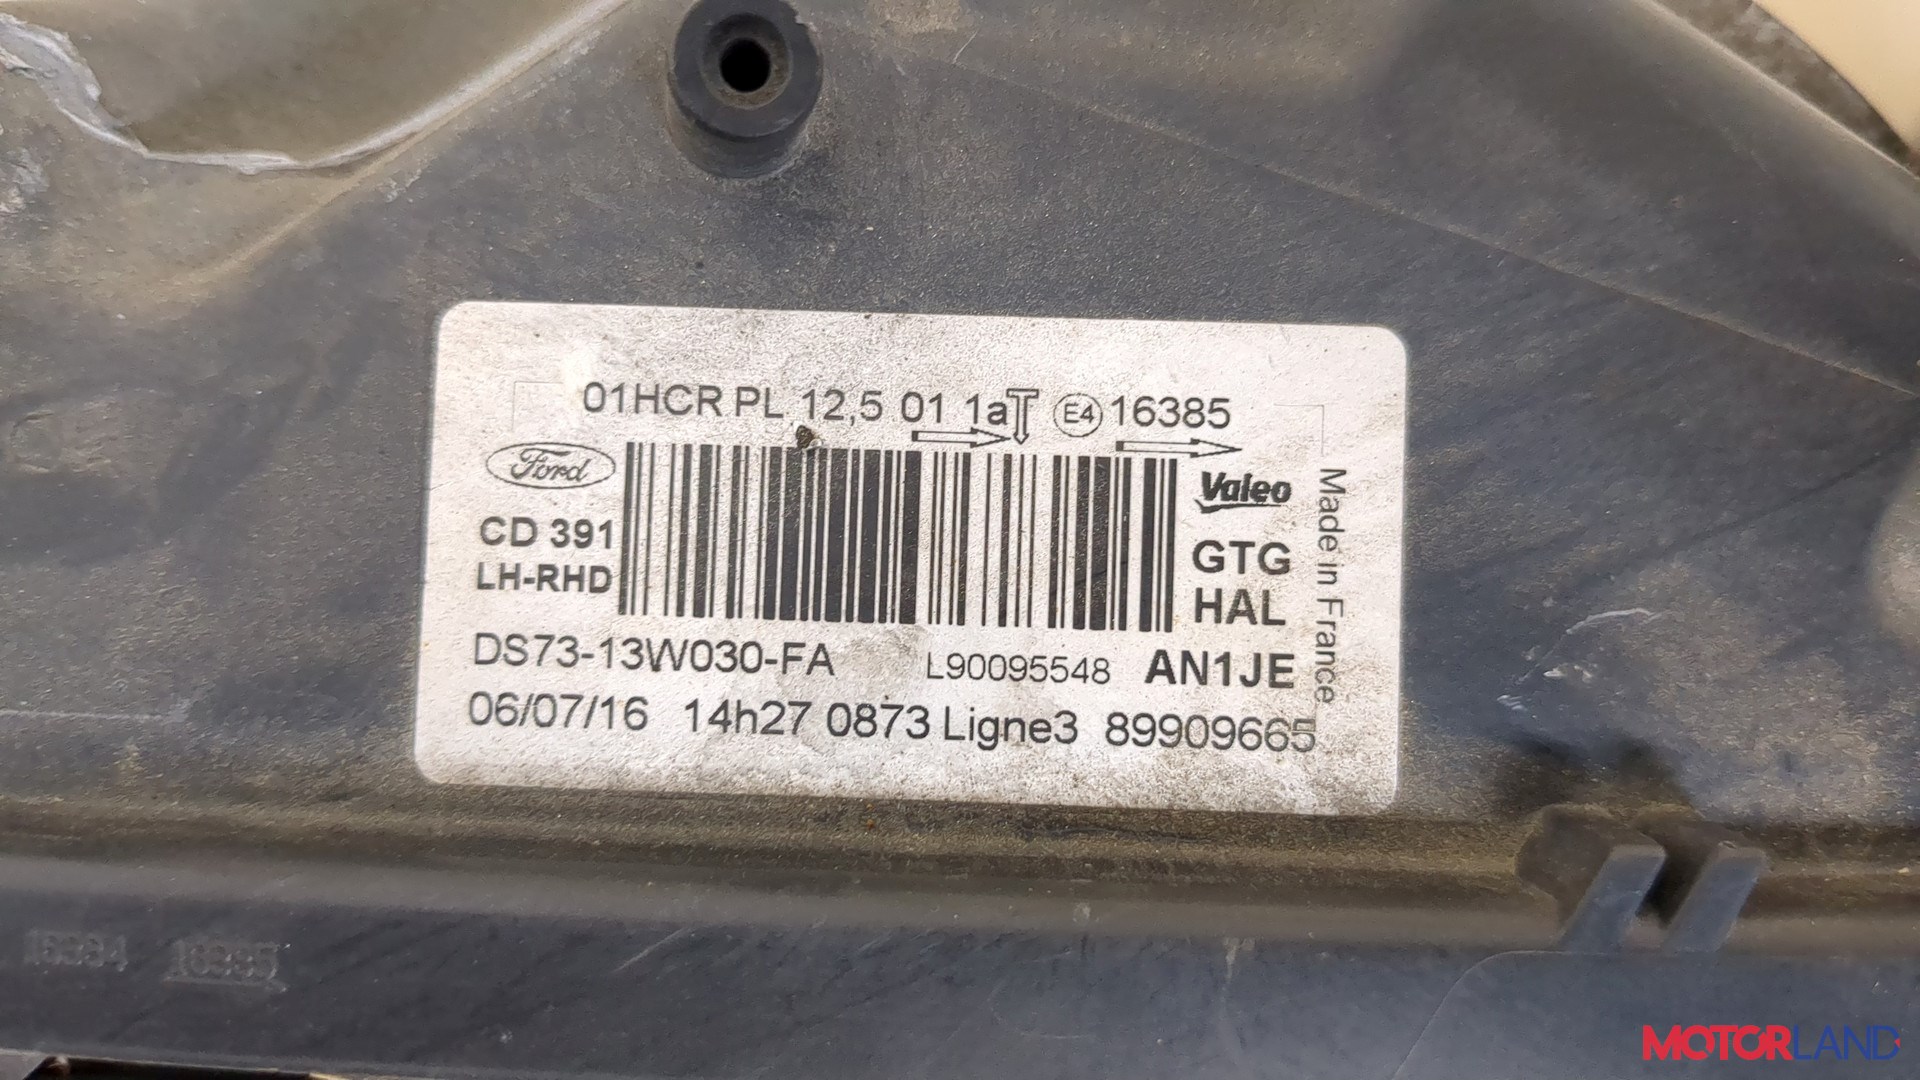 01HCR PL 12,5 01 1a E4 16385
Ford
Valeo
CD 391
LH-RHD
GTG
HAL
Made in France
DS73-13W030-FA L90095548 AN1JE
06/07/16 14h27 0873 Ligne3 89909665
MOTORLAND